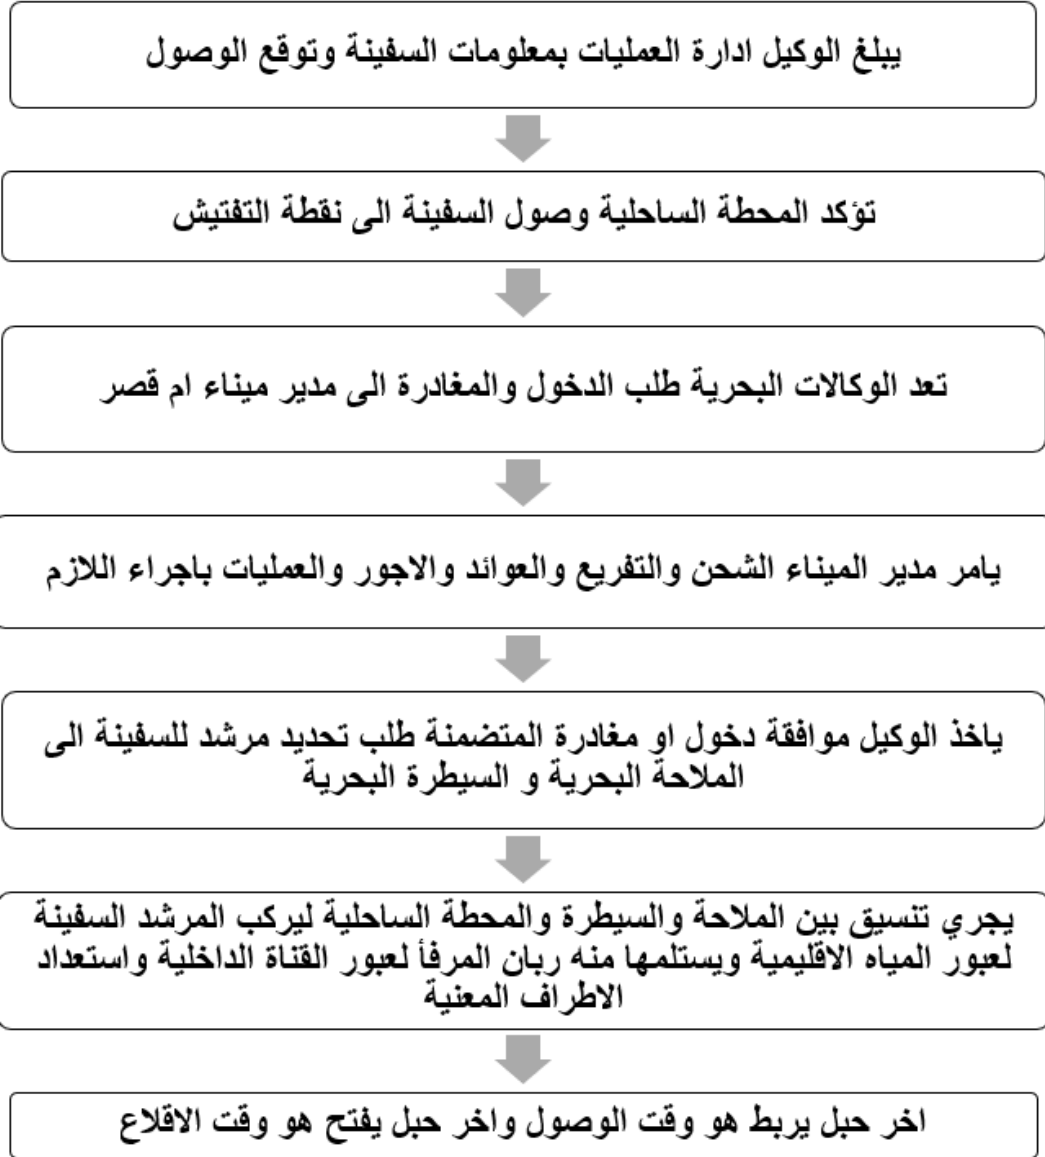 يبلغ الوكيل ادارة العمليات بمعلومات السفينة وتوقع الوصول
تؤكد المحطة الساحلية وصول السفينة الى نقطة التفتيش
تعد الوكالات البحرية طلب الدخول والمغادرة الى مدير ميناء ام قصر
يامر مدير الميناء الشحن والتفريغ والعوائد والاجور والعمليات باجراء اللازم
ياخذ الوكيل موافقة دخول او مغادرة المتضمنة طلب تحديد مرشد للسفينة الى
الملاحة البحرية و السيطرة البحرية
يجري تنسيق بين الملاحة والسيطرة والمحطة الساحلية ليركب المرشد السفينة
لعبور المياه الاقليمية ويستلمها منه ربان المرفأ لعبور القناة الداخلية واستعداد
الاطراف المعنية
اخر حبل يربط هو وقت الوصول واخر حبل يفتح هو وقت الاقلاع